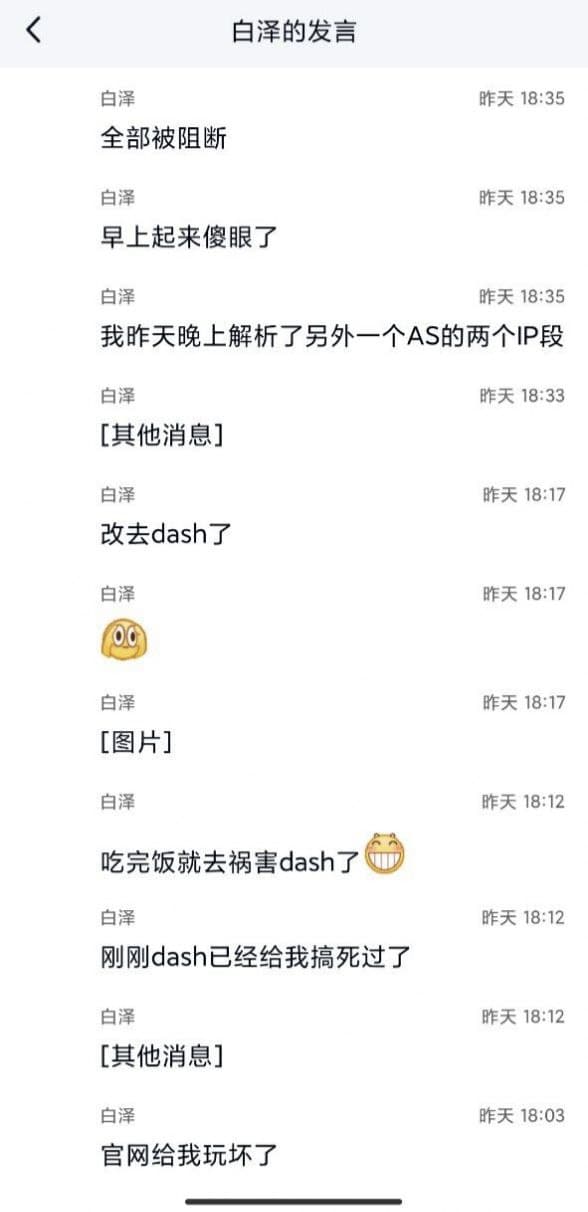 白泽的发言
白泽 昨天 18:35
全部被阻断
白泽 昨天 18:35
早上起来傻眼了
白泽 昨天 18:35
我昨天晚上解析了另外一个AS的两个IP段
白泽 昨天 18:33
[其他消息]
白泽 昨天 18:17
改去dash了
白泽 昨天 18:17
白泽 昨天 18:17
[图片]
白泽 昨天 18:12
吃完饭就去祸害dash了
白泽 昨天 18:12
刚刚dash已经给我搞死过了
白泽 昨天 18:12
[其他消息]
白泽 昨天 18:03
官网给我玩坏了